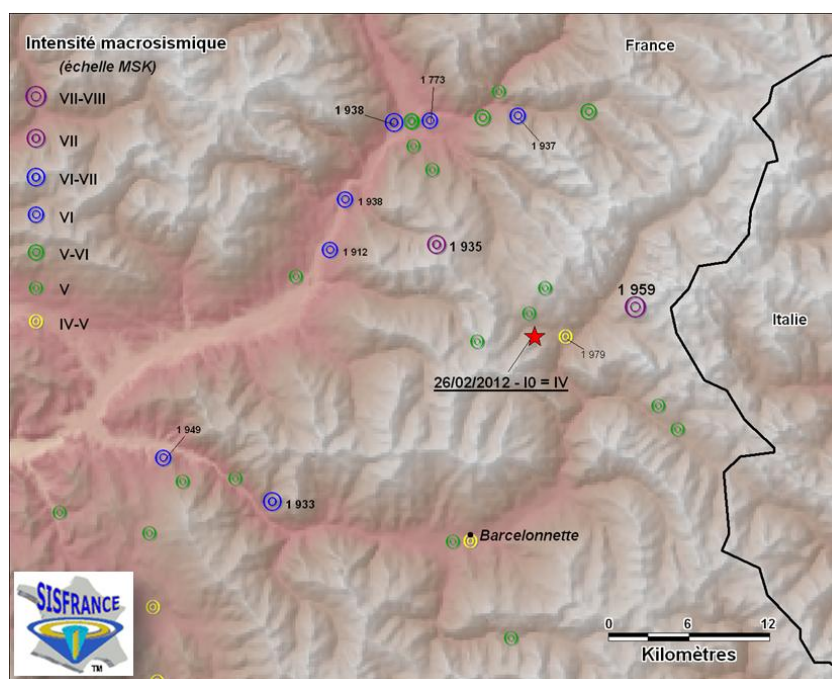 Intensité macrosismique
(échelle MSK)
VII-VIII
VII
VI-VII
VI
V-VI
V
IV-V
France
1 773
1 938
1 937
1 938
1 912
1 935
1 959
Italie
1 979
26/02/2012 - I0 = IV
1 949
1 933
Barcelonnette
SISFRANCE
TM
0 6 12
Kilomètres